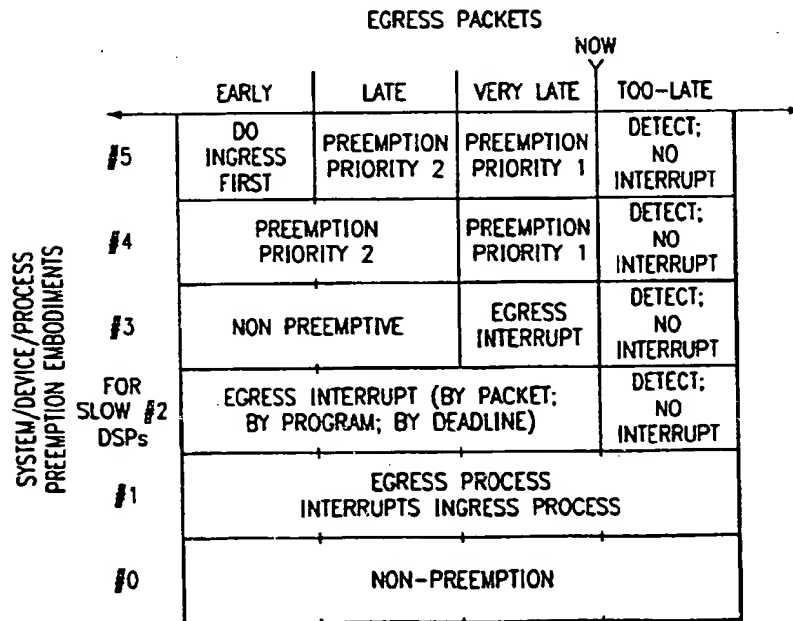 EGRESS PACKETS
NOW
EARLY LATE VERY LATE TOO-LATE
#5
DO
INGRESS
FIRST
PREEMPTION
PRIORITY 2
PREEMPTION
PRIORITY 1
DETECT;
NO
INTERRUPT
#4
PREEMPTION
PRIORITY 2
PREEMPTION
PRIORITY 1
DETECT;
NO
INTERRUPT
#3
NON PREEMPTIVE
EGRESS
INTERRUPT
DETECT;
NO
INTERRUPT
FOR
SLOW #2
DSPs
EGRESS INTERRUPT (BY PACKET;
BY PROGRAM; BY DEADLINE)
DETECT;
NO
INTERRUPT
#1
EGRESS PROCESS
INTERRUPTS INGRESS PROCESS
#0
NON-PREEMPTION
SYSTEM/DEVICE/PROCESS
PREEMPTION EMBODIMENTS